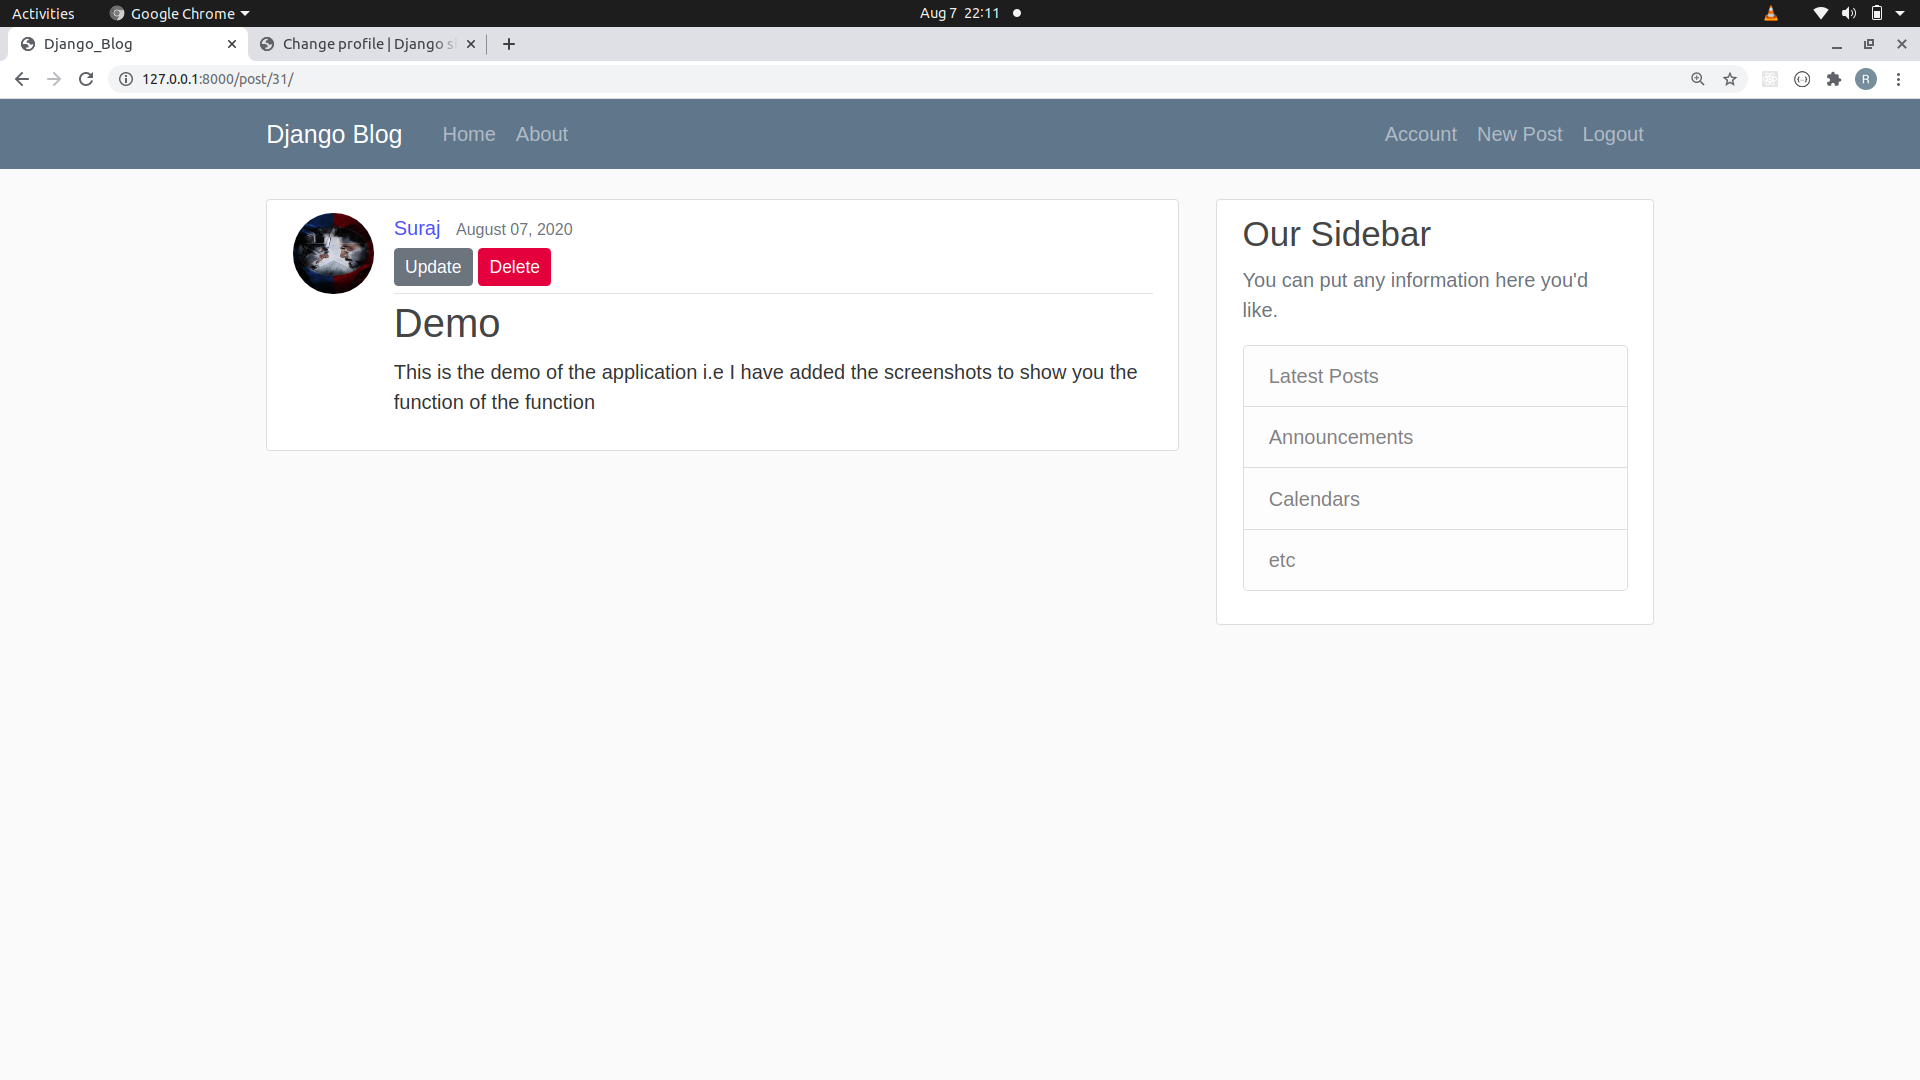 Activities
Google Chrome
Aug 7 22:11
Django_Blog
Change profile | Django s
127.0.0.1:8000/post/31/
R
Django Blog
Home
About
Account
New Post
Logout
Suraj August 07, 2020
Update Delete
Demo
This is the demo of the application i.e I have added the screenshots to show you the
function of the function
Our Sidebar
You can put any information here you'd
like.
Latest Posts
Announcements
Calendars
etc